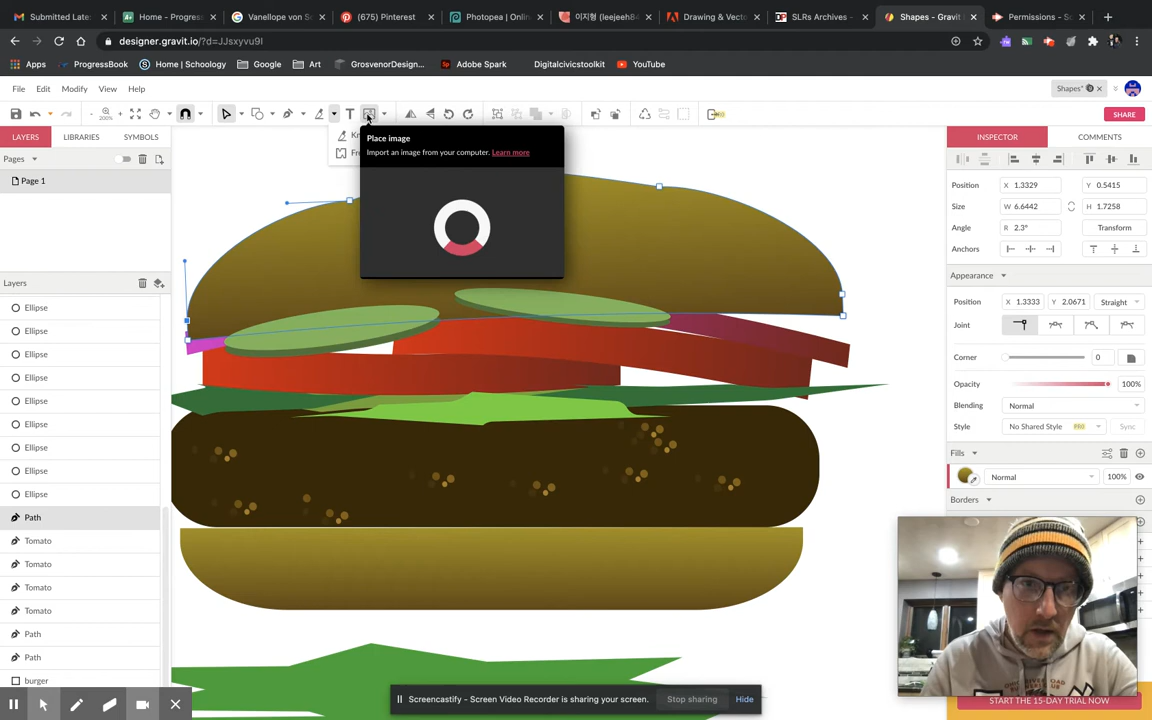 Submitted Late:
Home - Progress
Vanellope von S
(675) Pinterest
Photopea | Onlin
이지형 (leejeeh84
Drawing & Vecto
SLRs Archives -
Shapes - Gravit
Permissions - Sc
designer.gravit.io/?d=JJsxyvu9I
Apps
ProgressBook
Home | Schoology
Google
Art
GrosvenorDesign...
Adobe Spark
Digitalcivicstoolkit
YouTube
File
Edit
Modify
View
Help
Shapes*
200%
T
PRO
SHARE
LAYERS
LIBRARIES
SYMBOLS
Kn
Fr
Place image
Import an image from your computer. Learn more
INSPECTOR
COMMENTS
Pages
Page 1
Position
X 1.3329
Y 0.5415
Size
W 6.6442
H 1.7258
Angle
R 2.3°
Transform
Anchors
Appearance
Layers
Ellipse
Ellipse
Ellipse
Ellipse
Ellipse
Ellipse
Ellipse
Ellipse
Ellipse
Path
Tomato
Tomato
Tomato
Tomato
Path
Path
burger
Position
X 1.3333
Y 2.0671
Straight
Joint
Corner
0
Opacity
100%
Blending
Normal
Style
No Shared Style
PRO
Sync
Fills
Normal
100%
Borders
START THE 15-DAY TRIAL NOW
Screencastify - Screen Video Recorder is sharing your screen.
Stop sharing
Hide